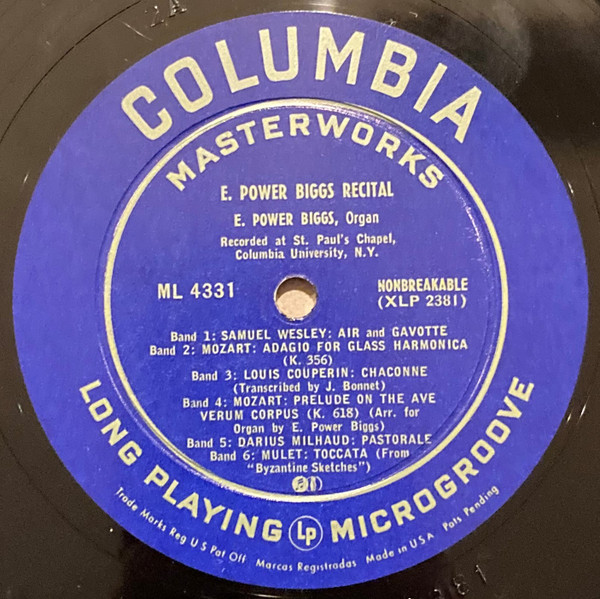 2A
COLUMBIA
MASTERWORKS
E. POWER BIGGS RECITAL
E. POWER BIGGS, Organ
Recorded at St. Paul's Chapel,
Columbia University, N.Y.
ML 4331
NONBREAKABLE
(XLP 2381)
Band 1: SAMUEL WESLEY: AIR and GAVOTTE
Band 2: MOZART: ADAGIO FOR GLASS HARMONICA
(K. 356)
Band 3: LOUIS COUPERIN: CHACONNE
(Transcribed by J. Bonnet)
Band 4: MOZART: PRELUDE ON THE AVE
VERUM CORPUS (K. 618) (Arr. for
Organ by E. Power Biggs)
Band 5: DARIUS MILHAUD: PASTORALE
Band 6: MULET: TOCCATA (From
"Byzantine Sketches")
LONG PLAYING Lp MICROGROOVE
Trade Marks Reg U S Pat Off Marcas Registradas Made in USA Pats Pending